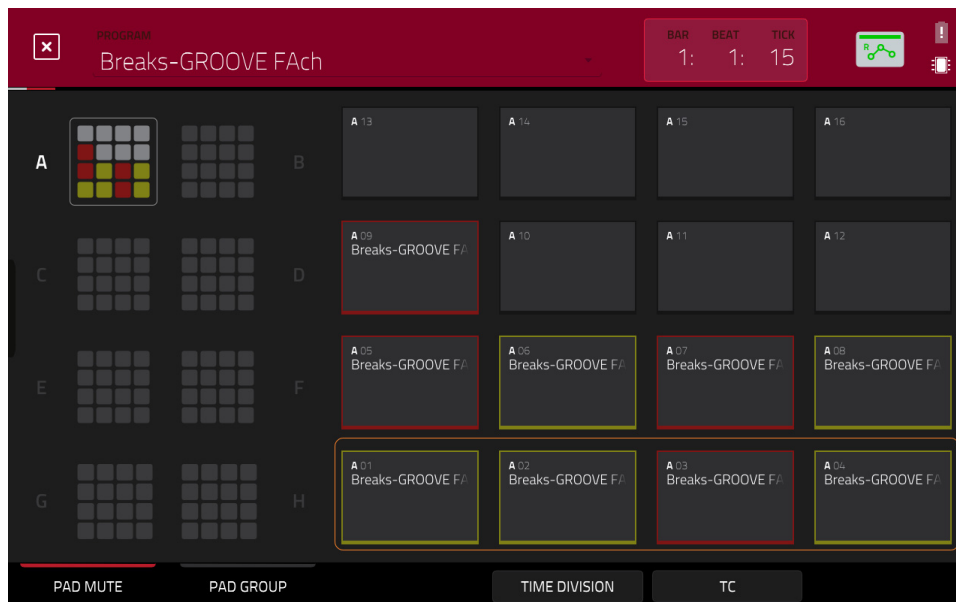 PROGRAM
Breaks-GROOVE FAch
BAR BEAT TICK
1: 1: 15
R
!
A
B
A 13
A 14
A 15
A 16
C
D
A 09
Breaks-GROOVE FA
A 10
A 11
A 12
E
F
A 05
Breaks-GROOVE FA
A 06
Breaks-GROOVE FA
A 07
Breaks-GROOVE FA
A 08
Breaks-GROOVE FA
G
H
A 01
Breaks-GROOVE FA
A 02
Breaks-GROOVE FA
A 03
Breaks-GROOVE FA
A 04
Breaks-GROOVE FA
PAD MUTE
PAD GROUP
TIME DIVISION
TC